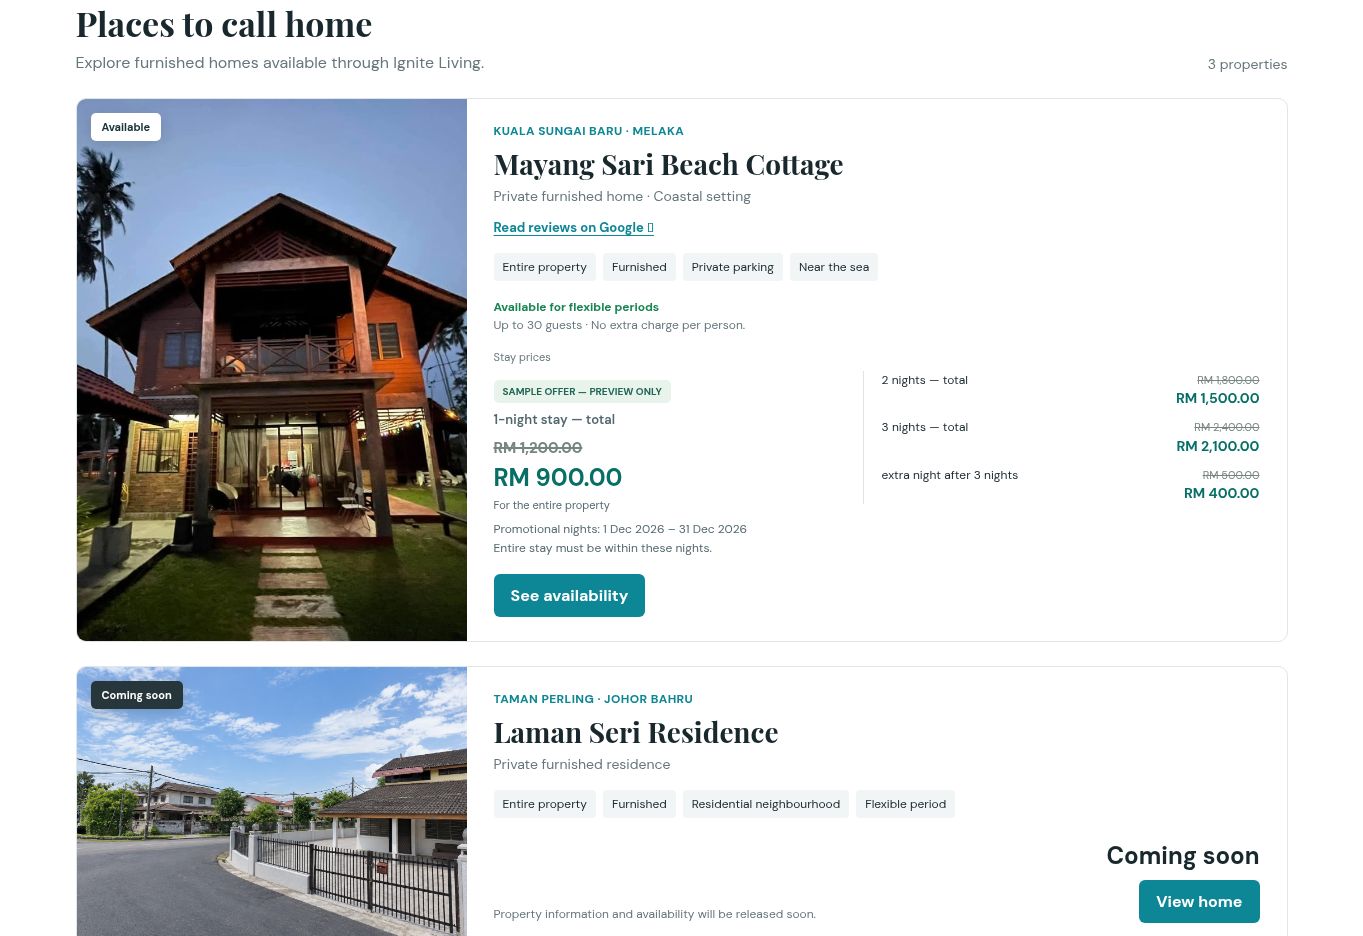 Places to call home
Explore furnished homes available through Ignite Living.
3 properties
Available
KUALA SUNGAI BARU · MELAKA
Mayang Sari Beach Cottage
Private furnished home · Coastal setting
Read reviews on Google
Entire property
Furnished
Private parking
Near the sea
Available for flexible periods
Up to 30 guests · No extra charge per person.
Stay prices
SAMPLE OFFER — PREVIEW ONLY
1-night stay — total
RM 1,200.00
RM 900.00
For the entire property
Promotional nights: 1 Dec 2026 – 31 Dec 2026
Entire stay must be within these nights.
2 nights — total
RM 1,800.00
RM 1,500.00
3 nights — total
RM 2,400.00
RM 2,100.00
extra night after 3 nights
RM 500.00
RM 400.00
See availability
Coming soon
TAMAN PERLING · JOHOR BAHRU
Laman Seri Residence
Private furnished residence
Entire property
Furnished
Residential neighbourhood
Flexible period
Coming soon
View home
Property information and availability will be released soon.